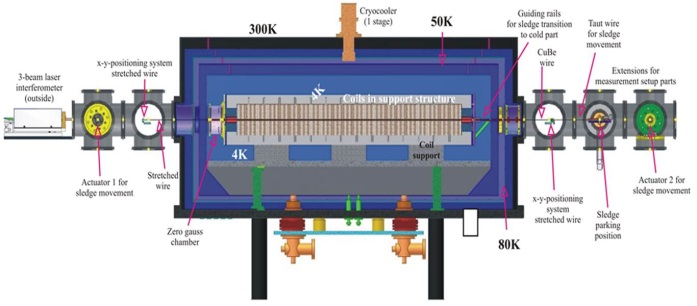 Cryocooler
(1 stage)
300K
50K
Guiding rails
for sledge transition
to cold part
Taut wire
for sledge
movement
CuBe
wire
x-y-positioning system
stretched wire
Extensions for
measurement setup parts
3-beam laser
interferometer
(outside)
4K
Coils in support structure
4K
Coil
support
Actuator 1 for
sledge movement
Stretched
wire
Zero gauss
chamber
80K
x-y-positioning
system
stretched wire
Sledge
parking
position
Actuator 2 for
sledge movement